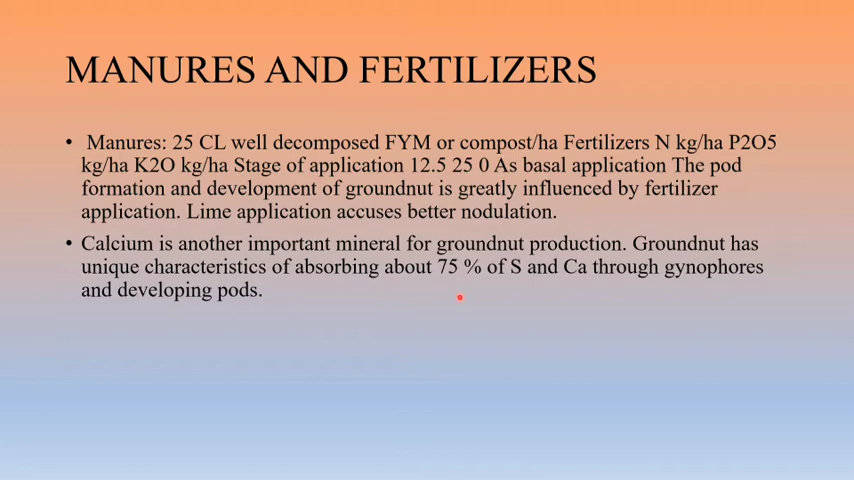 MANURES AND FERTILIZERS
• Manures: 25 CL well decomposed FYM or compost/ha Fertilizers N kg/ha P2O5
kg/ha K2O kg/ha Stage of application 12.5 25 0 As basal application The pod
formation and development of groundnut is greatly influenced by fertilizer
application. Lime application accuses better nodulation.
• Calcium is another important mineral for groundnut production. Groundnut has
unique characteristics of absorbing about 75 % of S and Ca through gynophores
and developing pods.